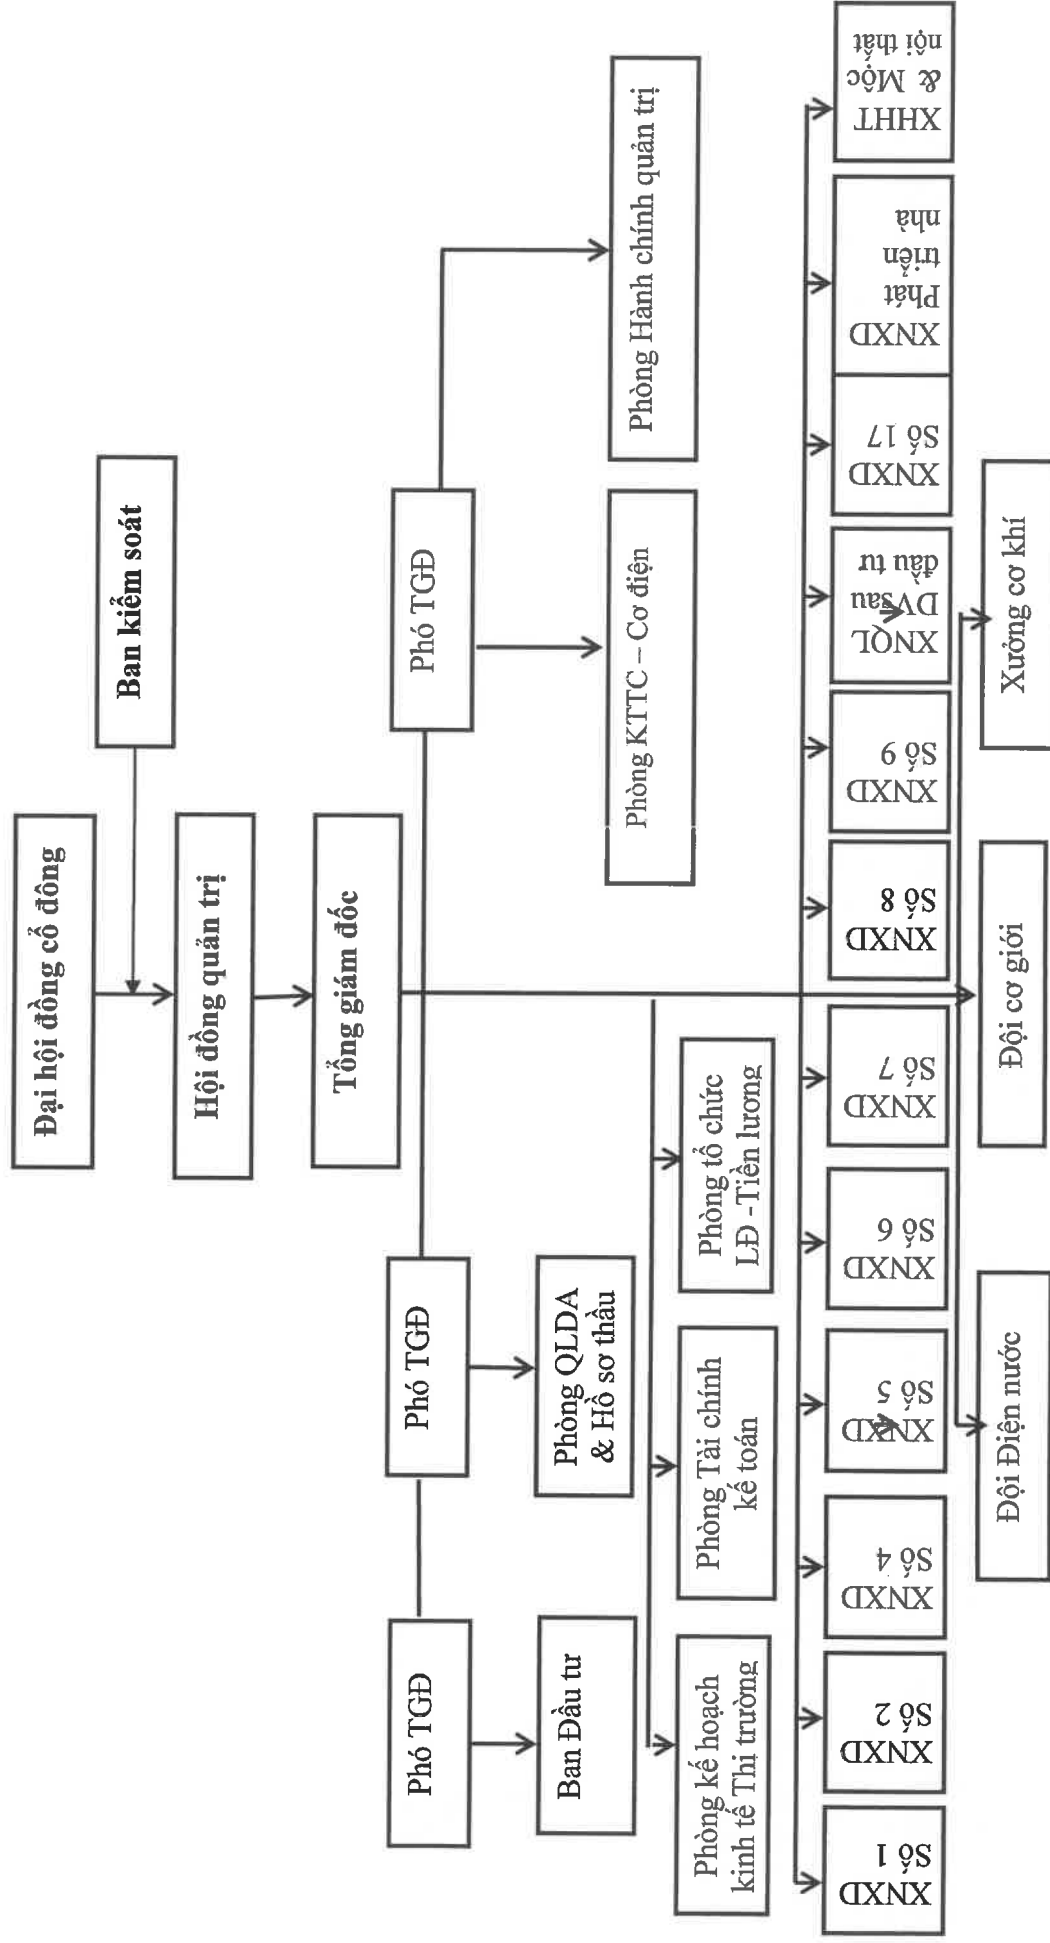 Đại hội đồng cổ đông
Ban kiểm soát
Hội đồng quản trị
Tổng giám đốc
Phó TGĐ
Phó TGĐ
Phó TGĐ
Ban Đầu tư
Phòng QLDA
& Hồ sơ thầu
Phòng KTTC – Cơ điện
Phòng Hành chính quản trị
Phòng kế hoạch
kinh tế Thị trường
Phòng Tài chính
kế toán
Phòng tổ chức
LĐ -Tiền lương
XNXD
Số 1
XNXD
Số 2
XNXD
Số 4
XNXD
Số 5
XNXD
Số 6
XNXD
Số 7
XNXD
Số 8
XNXD
Số 9
XNQL
DVsau
đầu tư
XNXD
Số 17
XNXD
Phát
triển
nhà
XHHT
& Mộc
nội thất
Đội Điện nước
Đội cơ giới
Xưởng cơ khí